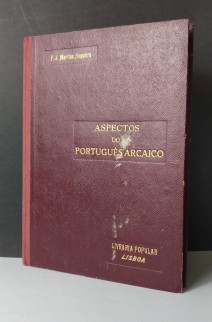 F. J. Martins Sequeira
ASPECTOS
DO
PORTUGUÊS ARCAICO
LIVRARIA POPULAR
LISBOA